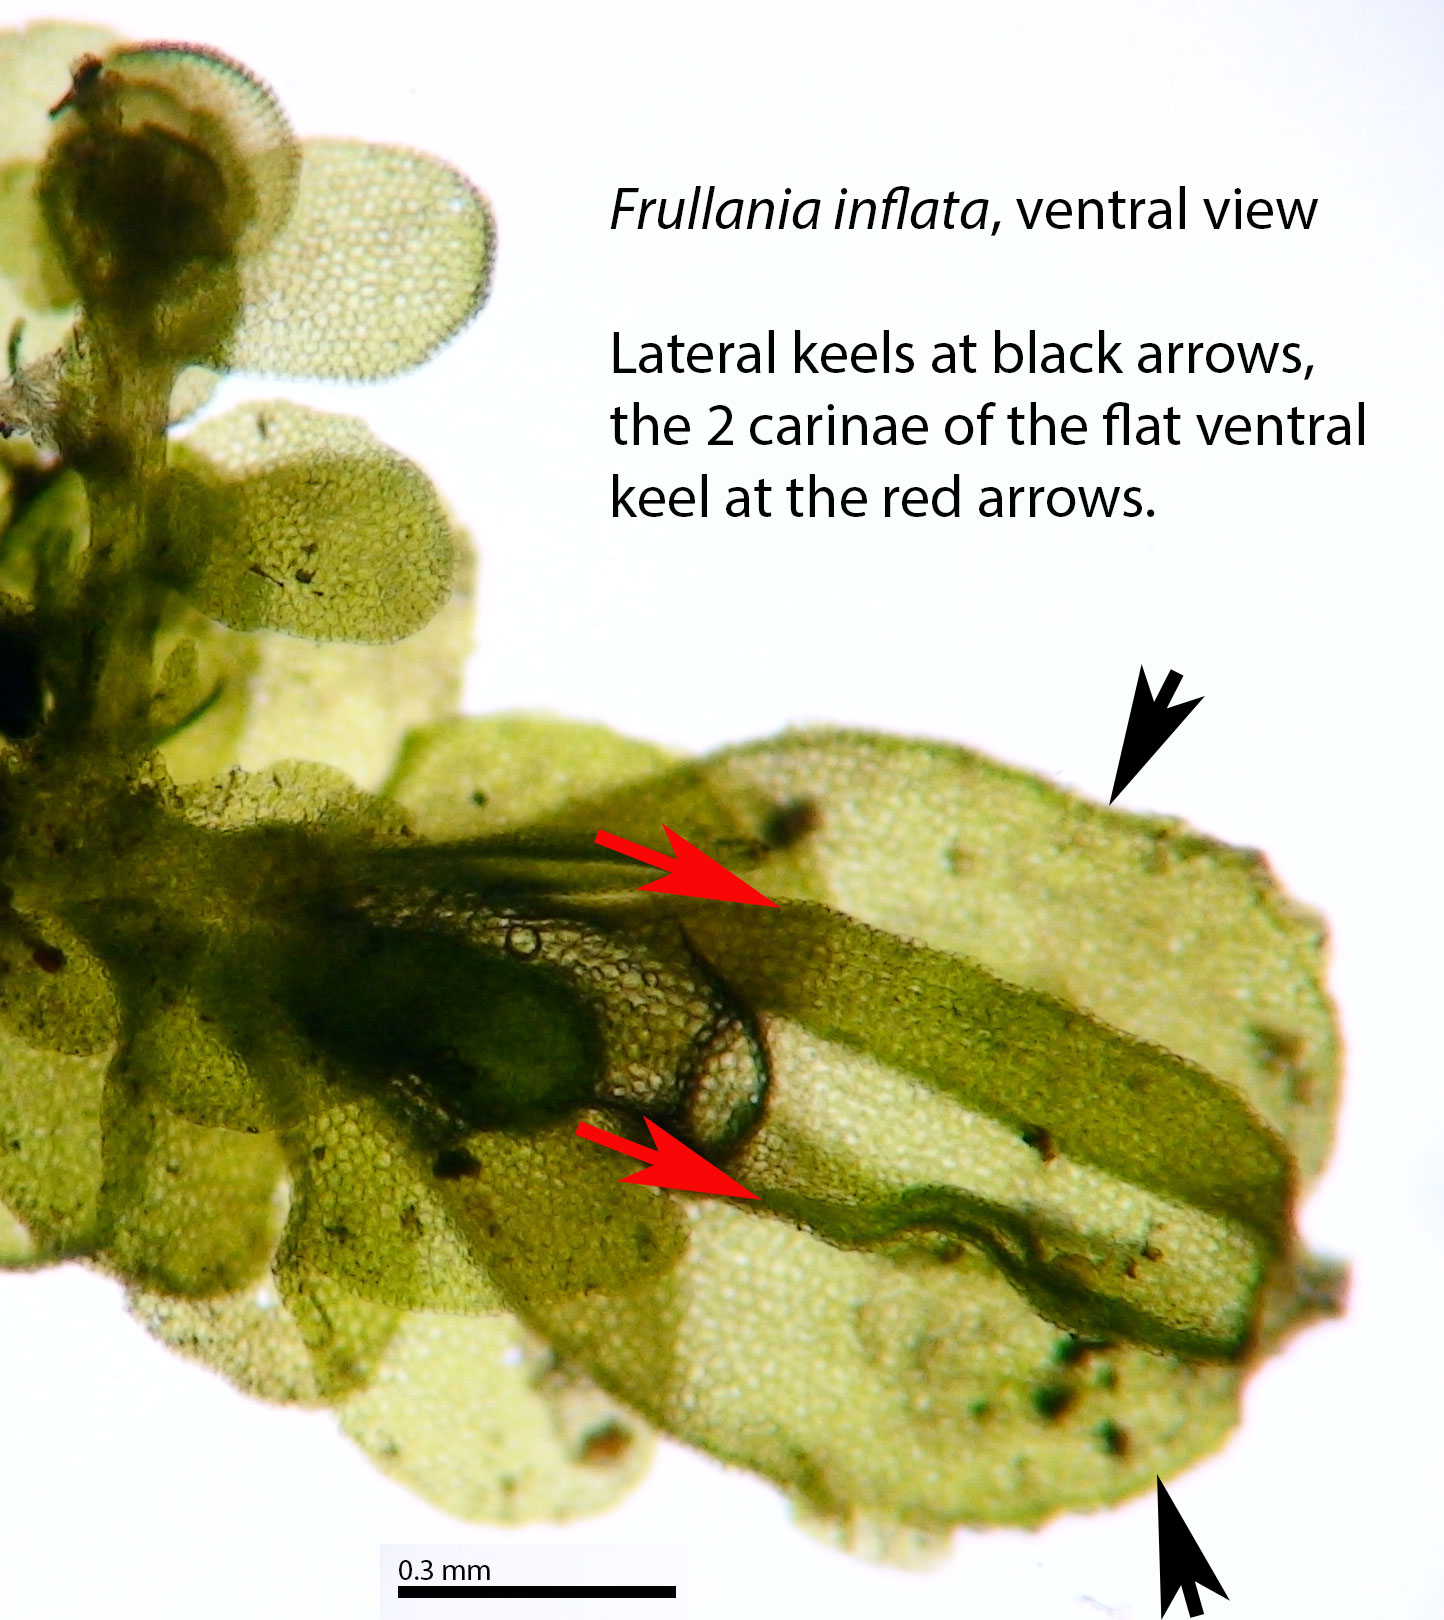 Frullania inflata, ventral view
Lateral keels at black arrows,
the 2 carinae of the flat ventral
keel at the red arrows.
0.3 mm